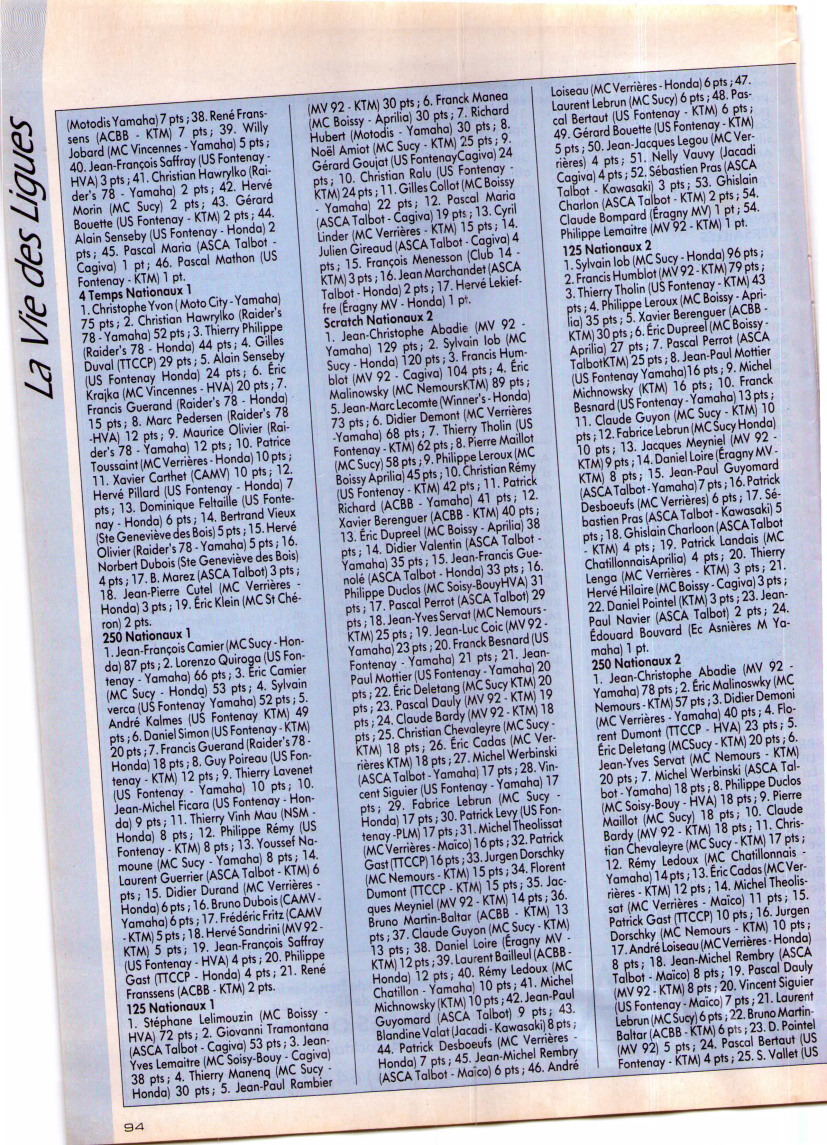 La Vie des Ligues
(Motodis Yamaha) 7 pts ; 38. René Frans-
sens (ACBB - KTM) 7 pts ; 39. Willy
Jobard (MC Vincennes - Yamaha) 5 pts ;
40. Jean-François Saffray (US Fontenay -
HVA) 3 pts ; 41. Christian Hawrylko (Rai-
der's 78 - Yamaha) 2 pts ; 42. Hervé
Morin (MC Sucy) 2 pts ; 43. Gérard
Bouette (US Fontenay - KTM) 2 pts ; 44.
Alain Senseby (US Fontenay - Honda) 2
pts ; 45. Pascal Maria (ASCA Talbot -
Cagiva) 1 pt ; 46. Pascal Mathon (US
Fontenay - KTM) 1 pt.
4 Temps Nationaux 1
1. Christophe Yvon (Moto City - Yamaha)
75 pts ; 2. Christian Hawrylko (Raider's
78 - Yamaha) 52 pts ; 3. Thierry Philippe
(Raider's 78 - Honda) 44 pts ; 4. Gilles
Duval (TTCCP) 29 pts ; 5. Alain Senseby
(US Fontenay Honda) 24 pts ; 6. Éric
Krajka (MC Vincennes - HVA) 20 pts ; 7.
Francis Guerand (Raider's 78 - Honda)
15 pts ; 8. Marc Pedersen (Raider's 78
-HVA) 12 pts ; 9. Maurice Olivier (Rai-
der's 78 - Yamaha) 12 pts ; 10. Patrice
Toussaint (MC Verrières - Honda) 10 pts ;
11. Xavier Carthet (CAMV) 10 pts ; 12.
Hervé Pillard (US Fontenay - Honda) 7
pts ; 13. Dominique Feltaille (US Fonte-
nay - Honda) 6 pts ; 14. Bertrand Vieux
(Ste Geneviève des Bois) 5 pts ; 15. Hervé
Olivier (Raider's 78 - Yamaha) 5 pts ; 16.
Norbert Dubois (Ste Geneviève des Bois)
4 pts ; 17. B. Marez (ASCA Talbot) 3 pts ;
18. Jean-Pierre Cutel (MC Verrières -
Honda) 3 pts ; 19. Éric Klein (MC St Ché-
ron) 2 pts.
250 Nationaux 1
1. Jean-François Camier (MC Sucy - Hon-
da) 87 pts ; 2. Lorenzo Quiroga (US Fon-
tenay - Yamaha) 66 pts ; 3. Éric Camier
(MC Sucy - Honda) 53 pts ; 4. Sylvain
verca (US Fontenay Yamaha) 52 pts ; 5.
André Kalmes (US Fontenay KTM) 49
pts ; 6. Daniel Simon (US Fontenay - KTM)
20 pts ; 7. Francis Guerand (Raider's 78 -
Honda) 18 pts ; 8. Guy Poireau (US Fon-
tenay - KTM) 12 pts ; 9. Thierry Lavenet
(US Fontenay - Yamaha) 10 pts ; 10.
Jean-Michel Ficara (US Fontenay - Hon-
da) 9 pts ; 11. Thierry Vinh Mau (NSM -
Honda) 8 pts ; 12. Philippe Rémy (US
Fontenay - KTM) 8 pts ; 13. Youssef Na-
moune (MC Sucy - Yamaha) 8 pts ; 14.
Laurent Guerrier (ASCA Talbot - KTM) 6
pts ; 15. Didier Durand (MC Verrières -
Honda) 6 pts ; 16. Bruno Dubois (CAMV -
Yamaha) 6 pts ; 17. Frédéric Fritz (CAMV
- KTM) 5 pts ; 18. Hervé Sandrini (MV 92 -
KTM) 5 pts ; 19. Jean-François Saffray
(US Fontenay - HVA) 4 pts ; 20. Philippe
Gast (TTCCP - Honda) 4 pts ; 21. René
Franssens (ACBB - KTM) 2 pts.
125 Nationaux 1
1. Stéphane Lelimouzin (MC Boissy -
HVA) 72 pts ; 2. Giovanni Tramontana
(ASCA Talbot - Cagiva) 53 pts ; 3. Jean-
Yves Lemaitre (MC Soisy-Bouy - Cagiva)
38 pts ; 4. Thierry Manenq (MC Sucy -
Honda) 30 pts ; 5. Jean-Paul Rambier
(MV 92 - KTM) 30 pts ; 6. Franck Manea
(MC Boissy - Aprilia) 30 pts ; 7. Richard
Hubert (Motodis - Yamaha) 30 pts ; 8.
Noël Amiot (MC Sucy - KTM) 25 pts ; 9.
Gérard Goujat (US FontenayCagiva) 24
pts ; 10. Christian Ralu (US Fontenay -
KTM) 24 pts ; 11. Gilles Collot (MC Boissy
- Yamaha) 22 pts ; 12. Pascal Maria
(ASCA Talbot - Cagiva) 19 pts ; 13. Cyril
Linder (MC Verrières - KTM) 15 pts ; 14.
Julien Gireaud (ASCA Talbot - Cagiva) 4
pts ; 15. François Menesson (Club 14 -
KTM) 3 pts ; 16. Jean Marchandet (ASCA
Talbot - Honda) 2 pts ; 17. Hervé Lekief-
fre (Éragny MV - Honda) 1 pt.
Scratch Nationaux 2
1. Jean-Christophe Abadie (MV 92 -
Yamaha) 129 pts ; 2. Sylvain Iob (MC
Sucy - Honda) 120 pts ; 3. Francis Hum-
blot (MV 92 - Cagiva) 104 pts ; 4. Éric
Malinowsky (MC NemoursKTM) 89 pts ;
5. Jean-Marc Lecomte (Winner's - Honda)
73 pts ; 6. Didier Demont (MC Verrières
-Yamaha) 68 pts ; 7. Thierry Tholin (US
Fontenay - KTM) 62 pts ; 8. Pierre Maillot
(MC Sucy) 58 pts ; 9. Philippe Leroux (MC
Boissy Aprilia) 45 pts ; 10. Christian Rémy
(US Fontenay - KTM) 42 pts ; 11. Patrick
Richard (ACBB - Yamaha) 41 pts ; 12.
Xavier Berenguer (ACBB - KTM) 40 pts ;
13. Éric Dupreel (MC Boissy - Aprilia) 38
pts ; 14. Didier Valentin (ASCA Talbot -
Yamaha) 35 pts ; 15. Jean-Francis Gue-
nolé (ASCA Talbot - Honda) 33 pts ; 16.
Philippe Duclos (MC Soisy-BouyHVA) 31
pts ; 17. Pascal Perrot (ASCA Talbot) 29
pts ; 18. Jean-Yves Servat (MC Nemours -
KTM) 25 pts ; 19. Jean-Luc Coic (MV 92 -
Yamaha) 23 pts ; 20. Franck Besnard (US
Fontenay - Yamaha) 21 pts ; 21. Jean-
Paul Mottier (US Fontenay - Yamaha) 20
pts ; 22. Éric Deletang (MC Sucy KTM) 20
pts ; 23. Pascal Dauly (MV 92 - KTM) 19
pts ; 24. Claude Bardy (MV 92 - KTM) 18
pts ; 25. Christian Chevaleyre (MC Sucy -
KTM) 18 pts ; 26. Éric Cadas (MC Ver-
rières KTM) 18 pts ; 27. Michel Werbinski
(ASCA Talbot - Yamaha) 17 pts ; 28. Vin-
cent Siguier (US Fontenay - Yamaha) 17
pts ; 29. Fabrice Lebrun (MC Sucy -
Honda) 17 pts ; 30. Patrick Levy (US Fon-
tenay -PLM) 17 pts ; 31. Michel Theolissat
(MC Verrières - Maïco) 16 pts ; 32. Patrick
Gast (TTCCP) 16 pts ; 33. Jurgen Dorschky
(MC Nemours - KTM) 15 pts ; 34. Florent
Dumont (TTCCP - KTM) 15 pts ; 35. Jac-
ques Meyniel (MV 92 - KTM) 14 pts ; 36.
Bruno Martin-Baltar (ACBB - KTM) 13
pts ; 37. Claude Guyon (MC Sucy - KTM)
13 pts ; 38. Daniel Loire (Éragny MV -
KTM) 12 pts ; 39. Laurent Bailleul (ACBB -
Honda) 12 pts ; 40. Rémy Ledoux (MC
Chatillon - Yamaha) 10 pts ; 41. Michel
Michnowsky (KTM) 10 pts ; 42. Jean-Paul
Guyomard (ASCA Talbot) 9 pts ; 43.
Blandine Valat (Jacadi - Kawasaki) 8 pts ;
44. Patrick Desboeufs (MC Verrières -
Honda) 7 pts ; 45. Jean-Michel Rembry
(ASCA Talbot - Maïco) 6 pts ; 46. André
Loiseau (MC Verrières - Honda) 6 pts ; 47.
Laurent Lebrun (MC Sucy) 6 pts ; 48. Pas-
cal Bertaut (US Fontenay - KTM) 6 pts ;
49. Gérard Bouette (US Fontenay - KTM)
5 pts ; 50. Jean-Jacques Legou (MC Ver-
rières) 4 pts ; 51. Nelly Vauvy (Jacadi
Cagiva) 4 pts ; 52. Sébastien Pras (ASCA
Talbot - Kawasaki) 3 pts ; 53. Ghislain
Charlon (ASCA Talbot - KTM) 2 pts ; 54.
Claude Bompard (Éragny MV) 1 pt ; 54.
Philippe Lemaitre (MV 92 - KTM) 1 pt.
125 Nationaux 2
1. Sylvain Iob (MC Sucy - Honda) 96 pts ;
2. Francis Humblot (MV 92 - KTM) 79 pts ;
3. Thierry Tholin (US Fontenay - KTM) 43
pts ; 4. Philippe Leroux (MC Boissy - Apri-
lia) 35 pts ; 5. Xavier Berenguer (ACBB -
KTM) 30 pts ; 6. Éric Dupreel (MC Boissy -
Aprilia) 27 pts ; 7. Pascal Perrot (ASCA
TalbotKTM) 25 pts ; 8. Jean-Paul Mottier
(US Fontenay Yamaha) 16 pts ; 9. Michel
Michnowsky (KTM) 16 pts ; 10. Franck
Besnard (US Fontenay - Yamaha) 13 pts ;
11. Claude Guyon (MC Sucy - KTM) 10
pts ; 12. Fabrice Lebrun (MC Sucy Honda)
10 pts ; 13. Jacques Meyniel (MV 92 -
KTM) 9 pts ; 14. Daniel Loire (Éragny MV -
KTM) 8 pts ; 15. Jean-Paul Guyomard
(ASCA Talbot - Yamaha) 7 pts ; 16. Patrick
Desboeufs (MC Verrières) 6 pts ; 17. Sé-
bastien Pras (ASCA Talbot - Kawasaki) 5
pts ; 18. Ghislain Charloon (ASCA Talbot
- KTM) 4 pts ; 19. Patrick Landais (MC
ChatillonnaisAprilia) 4 pts ; 20. Thierry
Lenga (MC Verrières - KTM) 3 pts ; 21.
Hervé Hilaire (MC Boissy - Cagiva) 3 pts ;
22. Daniel Pointel (KTM) 3 pts ; 23. Jean-
Paul Navier (ASCA Talbot) 2 pts ; 24.
Édouard Bouvard (Ec Asnières M Ya-
maha) 1 pt.
250 Nationaux 2
1. Jean-Christophe Abadie (MV 92 -
Yamaha) 78 pts ; 2. Éric Malinoswky (MC
Nemours - KTM) 57 pts ; 3. Didier Demoni
(MC Verrières - Yamaha) 40 pts ; 4. Flo-
rent Dumont (TTCCP - HVA) 23 pts ; 5.
Éric Deletang (MCSucy - KTM) 20 pts ; 6.
Jean-Yves Servat (MC Nemours - KTM)
20 pts ; 7. Michel Werbinski (ASCA Tal-
bot - Yamaha) 18 pts ; 8. Philippe Duclos
(MC Soisy-Bouy - HVA) 18 pts ; 9. Pierre
Maillot (MC Sucy) 18 pts ; 10. Claude
Bardy (MV 92 - KTM) 18 pts ; 11. Chris-
tian Chevaleyre (MC Sucy - KTM) 17 pts ;
12. Rémy Ledoux (MC Chatillonnais -
Yamaha) 14 pts ; 13. Éric Cadas (MC Ver-
rières - KTM) 12 pts ; 14. Michel Theolis-
sat (MC Verrières - Maïco) 11 pts ; 15.
Patrick Gast (TTCCP) 10 pts ; 16. Jurgen
Dorschky (MC Nemours - KTM) 10 pts ;
17. André Loiseau (MC Verrières - Honda)
8 pts ; 18. Jean-Michel Rembry (ASCA
Talbot - Maïco) 8 pts ; 19. Pascal Dauly
(MV 92 - KTM) 8 pts ; 20. Vincent Siguier
(US Fontenay - Maïco) 7 pts ; 21. Laurent
Lebrun (MC Sucy) 6 pts ; 22. Bruno Martin-
Baltar (ACBB - KTM) 6 pts ; 23. D. Pointel
(MV 92) 5 pts ; 24. Pascal Bertaut (US
Fontenay - KTM) 4 pts ; 25. S. Vallet (US
94